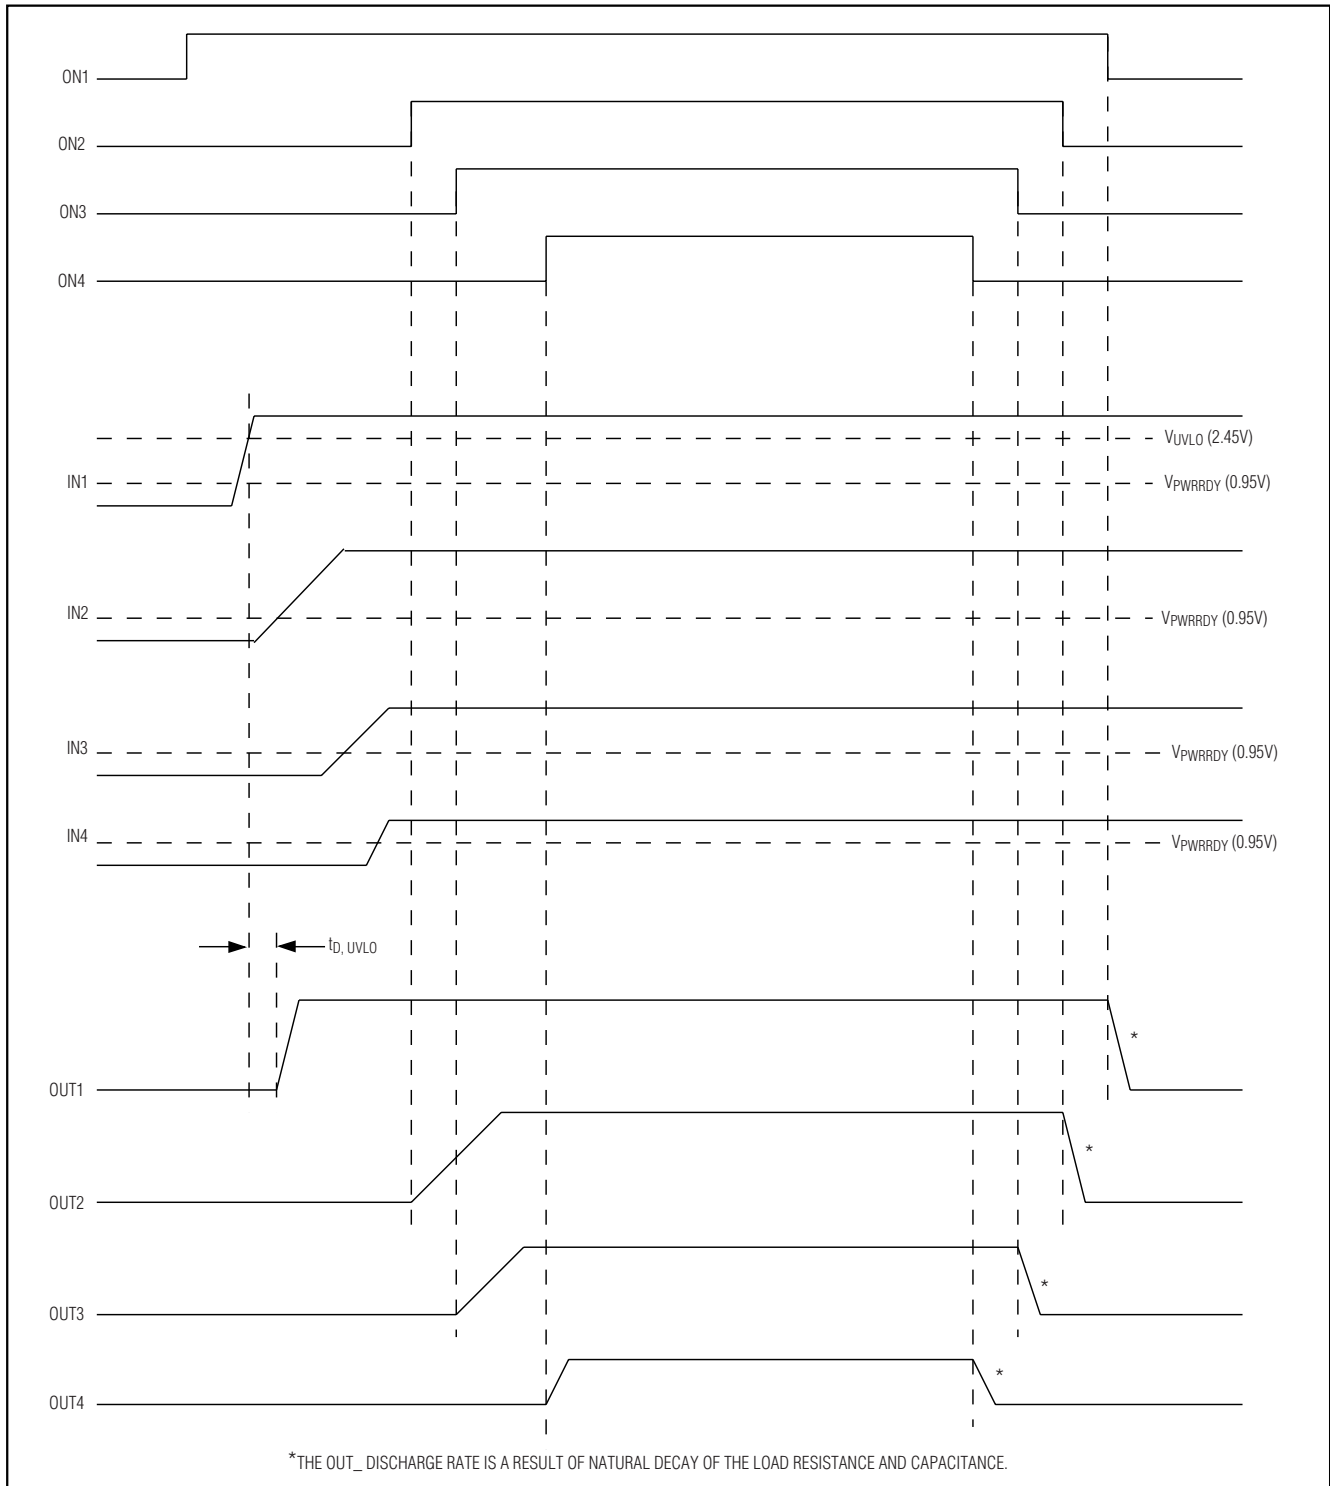 ON1
ON2
ON3
ON4
VUVLO (2.45V)
IN1
VPWRRDY (0.95V)
IN2
VPWRRDY (0.95V)
IN3
VPWRRDY (0.95V)
IN4
VPWRRDY (0.95V)
tD, UVLO
*
OUT1
*
OUT2
*
OUT3
*
OUT4
*THE OUT_ DISCHARGE RATE IS A RESULT OF NATURAL DECAY OF THE LOAD RESISTANCE AND CAPACITANCE.